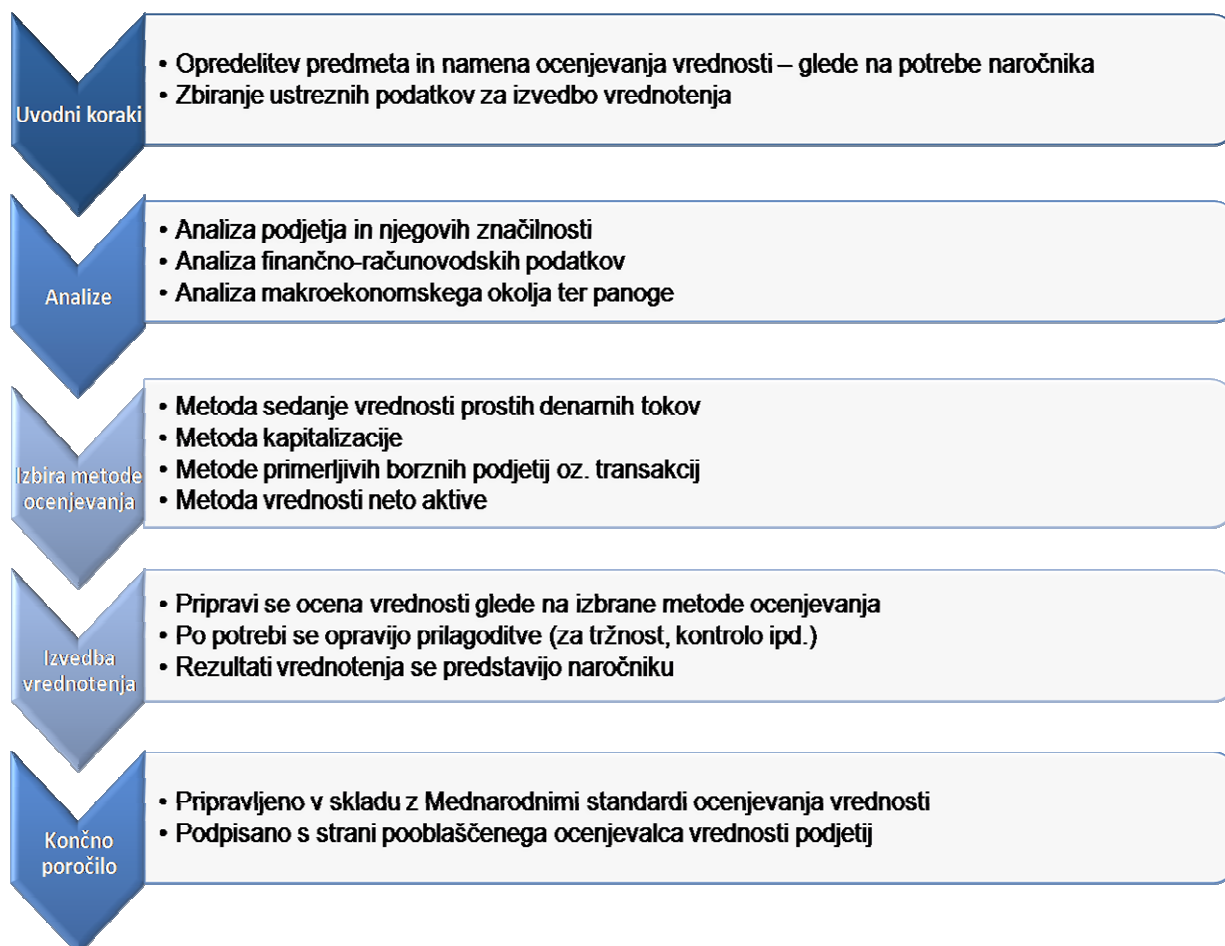 Uvodni koraki
• Opredelitev predmeta in namena ocenjevanja vrednosti – glede na potrebe naročnika
• Zbiranje ustreznih podatkov za izvedbo vrednotenja
Analize
• Analiza podjetja in njegovih značilnosti
• Analiza finančno-računovodskih podatkov
• Analiza makroekonomskega okolja ter panoge
Izbira metode
ocenjevanja
• Metoda sedanje vrednosti prostih denarnih tokov
• Metoda kapitalizacije
• Metode primerljivih borznih podjetij oz. transakcij
• Metoda vrednosti neto aktive
Izvedba
vrednotenja
• Pripravi se ocena vrednosti glede na izbrane metode ocenjevanja
• Po potrebi se opravijo prilagoditve (za tržnost, kontrolo ipd.)
• Rezultati vrednotenja se predstavijo naročniku
Končno
poročilo
• Pripravljeno v skladu z Mednarodnimi standardi ocenjevanja vrednosti
• Podpisano s strani pooblaščenega ocenjevalca vrednosti podjetij